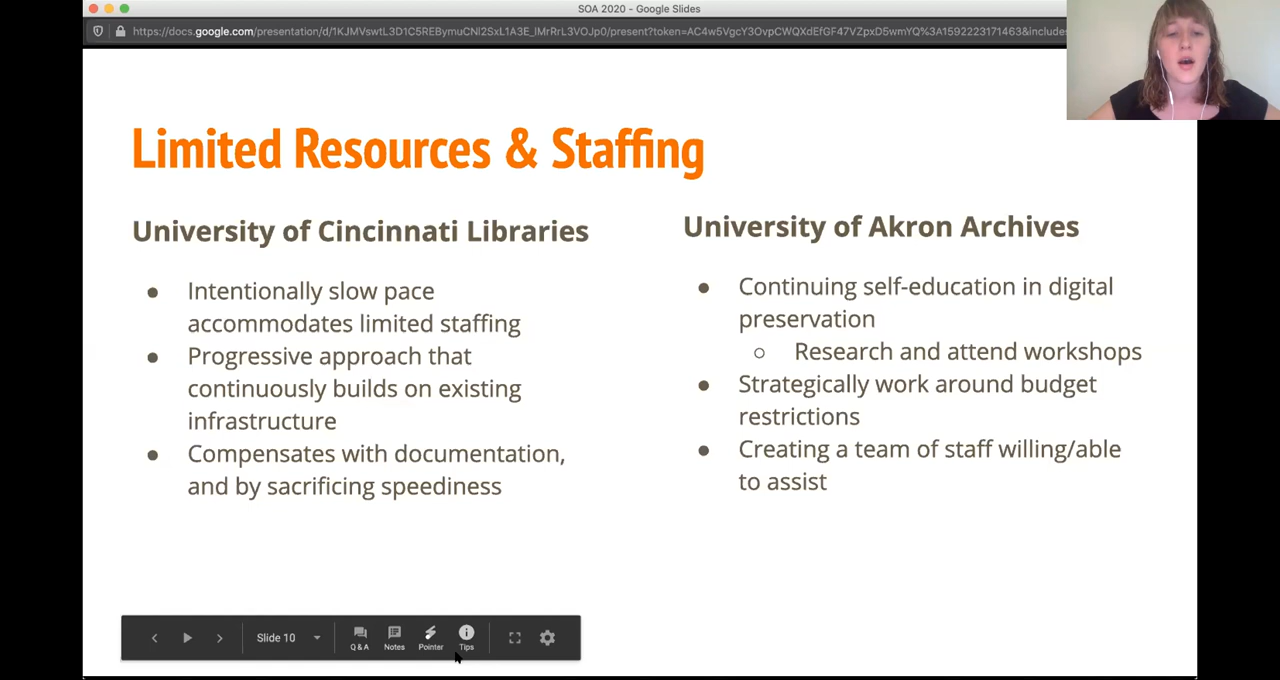 SOA 2020 - Google Slides
Limited Resources & Staffing
University of Cincinnati Libraries
● Intentionally slow pace
accommodates limited staffing
● Progressive approach that
continuously builds on existing
infrastructure
● Compensates with documentation,
and by sacrificing speediness
University of Akron Archives
● Continuing self-education in digital
preservation
○ Research and attend workshops
● Strategically work around budget
restrictions
● Creating a team of staff willing/able
to assist
Slide 10
Q & A
Notes
Pointer
Tips